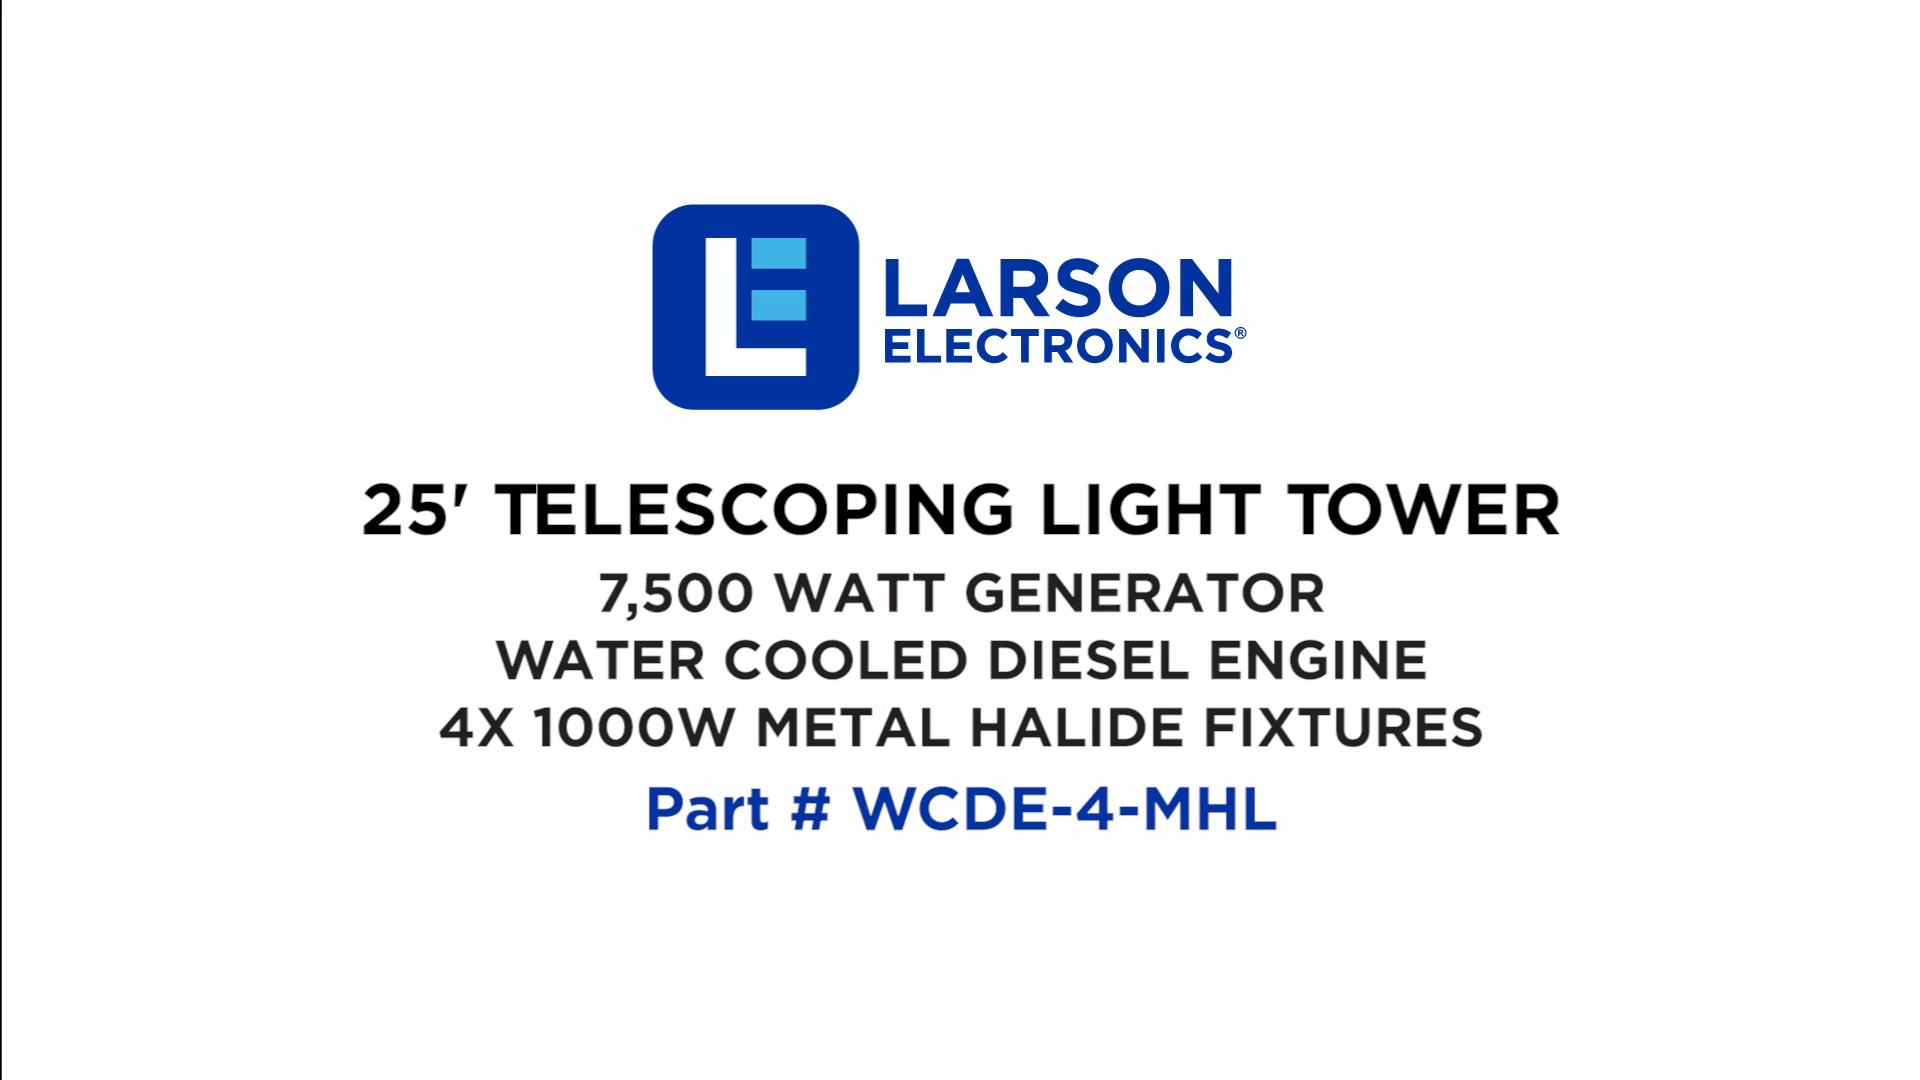 LE
LARSON
ELECTRONICS®
25' TELESCOPING LIGHT TOWER
7,500 WATT GENERATOR
WATER COOLED DIESEL ENGINE
4X 1000W METAL HALIDE FIXTURES
Part # WCDE-4-MHL